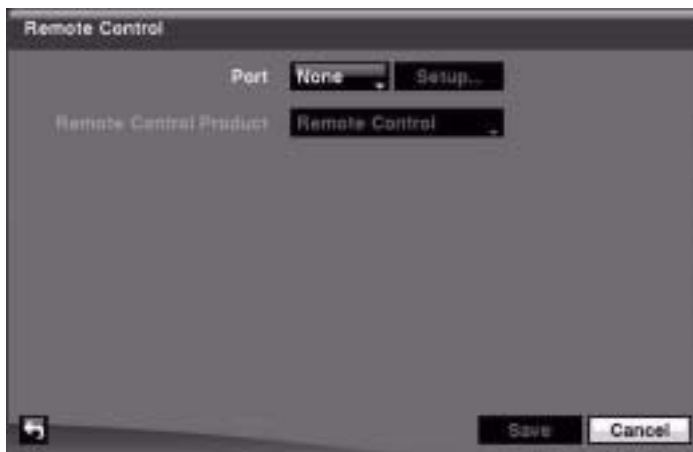 Remote Control
Port None Setup...
Remote Control Product Remote Control
Save Cancel